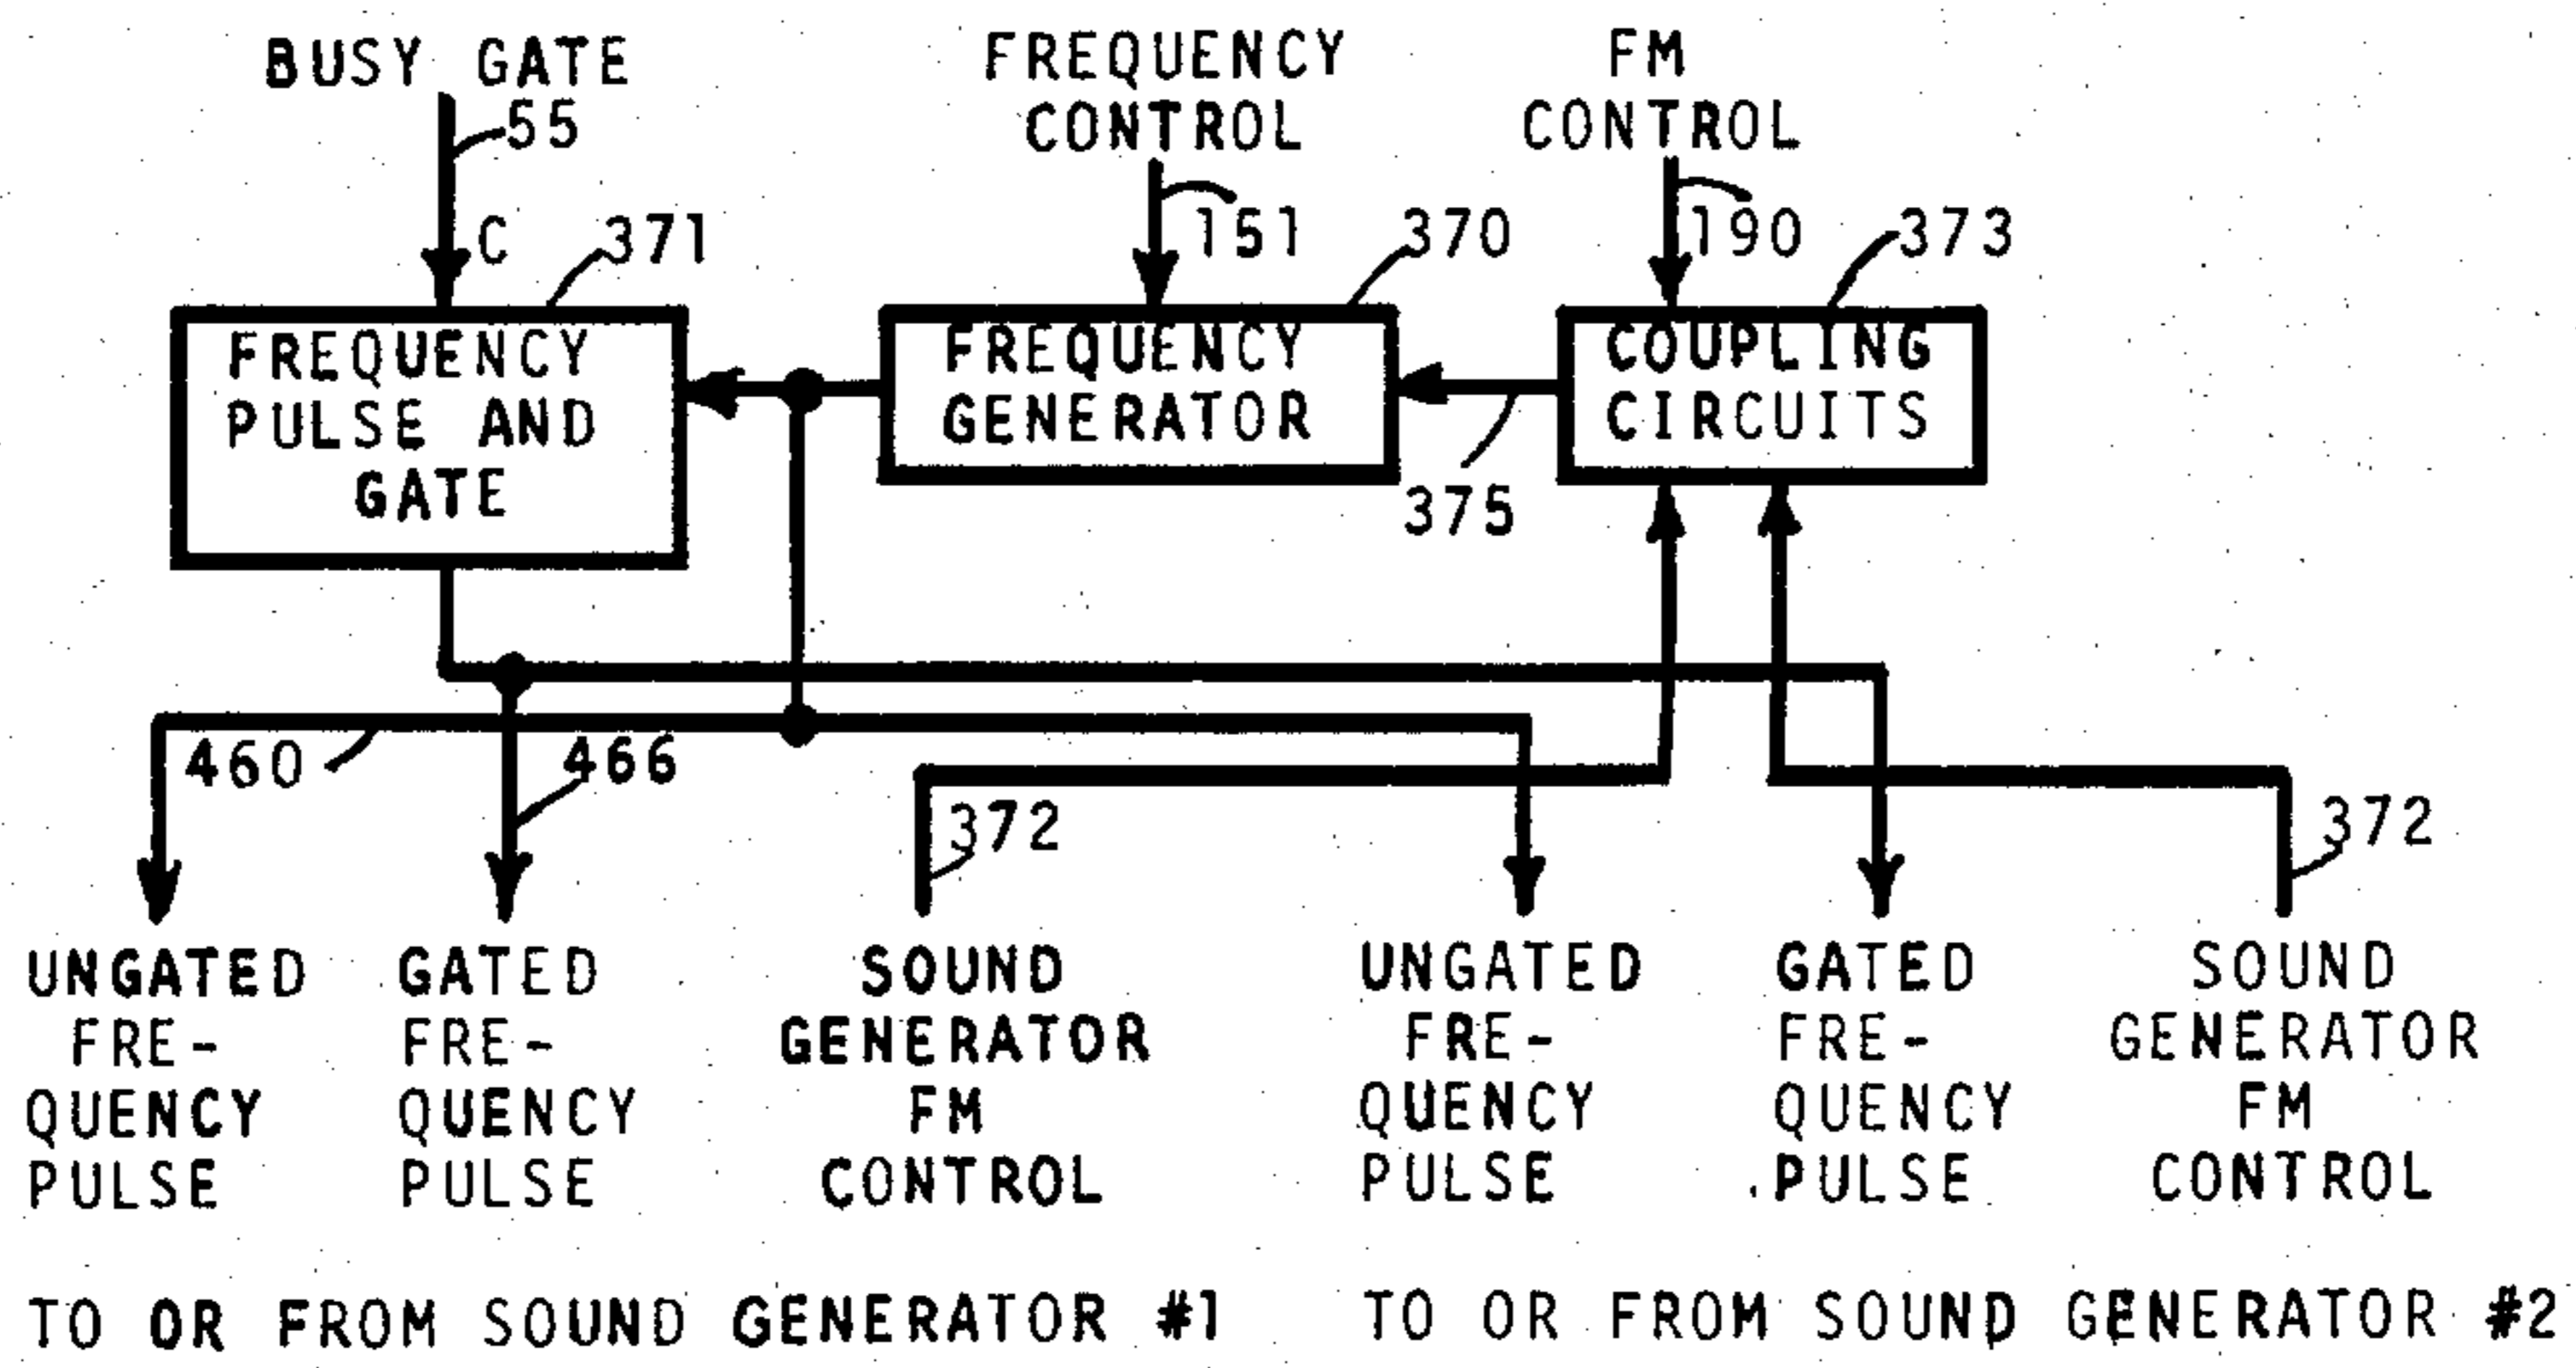 BUSY GATE
55
C
371
FREQUENCY
CONTROL
151
370
FM
CONTROL
190
373
FREQUENCY
PULSE AND
GATE
FREQUENCY
GENERATOR
COUPLING
CIRCUITS
375
460
466
372
372
UNGATED
FRE-
QUENCY
PULSE
GATED
FRE-
QUENCY
PULSE
SOUND
GENERATOR
FM
CONTROL
UNGATED
FRE-
QUENCY
PULSE
GATED
FRE-
QUENCY
PULSE
SOUND
GENERATOR
FM
CONTROL
TO OR FROM SOUND GENERATOR #1
TO OR FROM SOUND GENERATOR #2